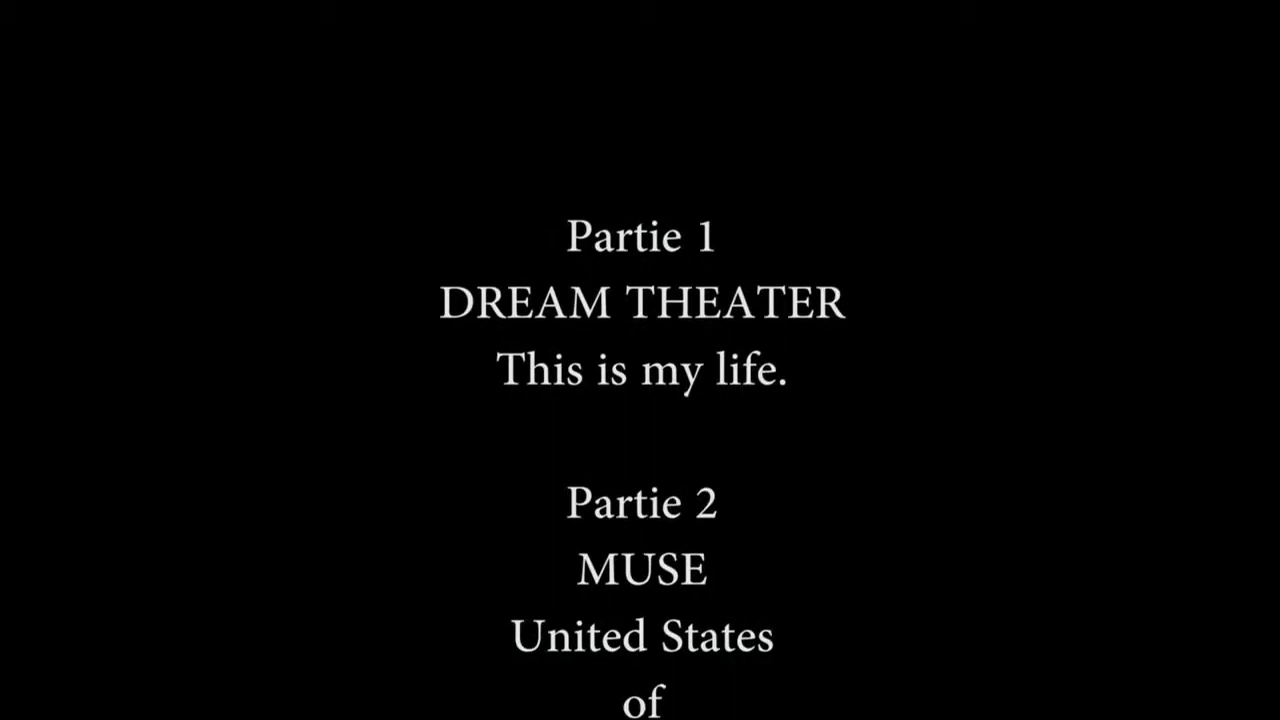 Partie 1
DREAM THEATER
This is my life.
Partie 2
MUSE
United States
of